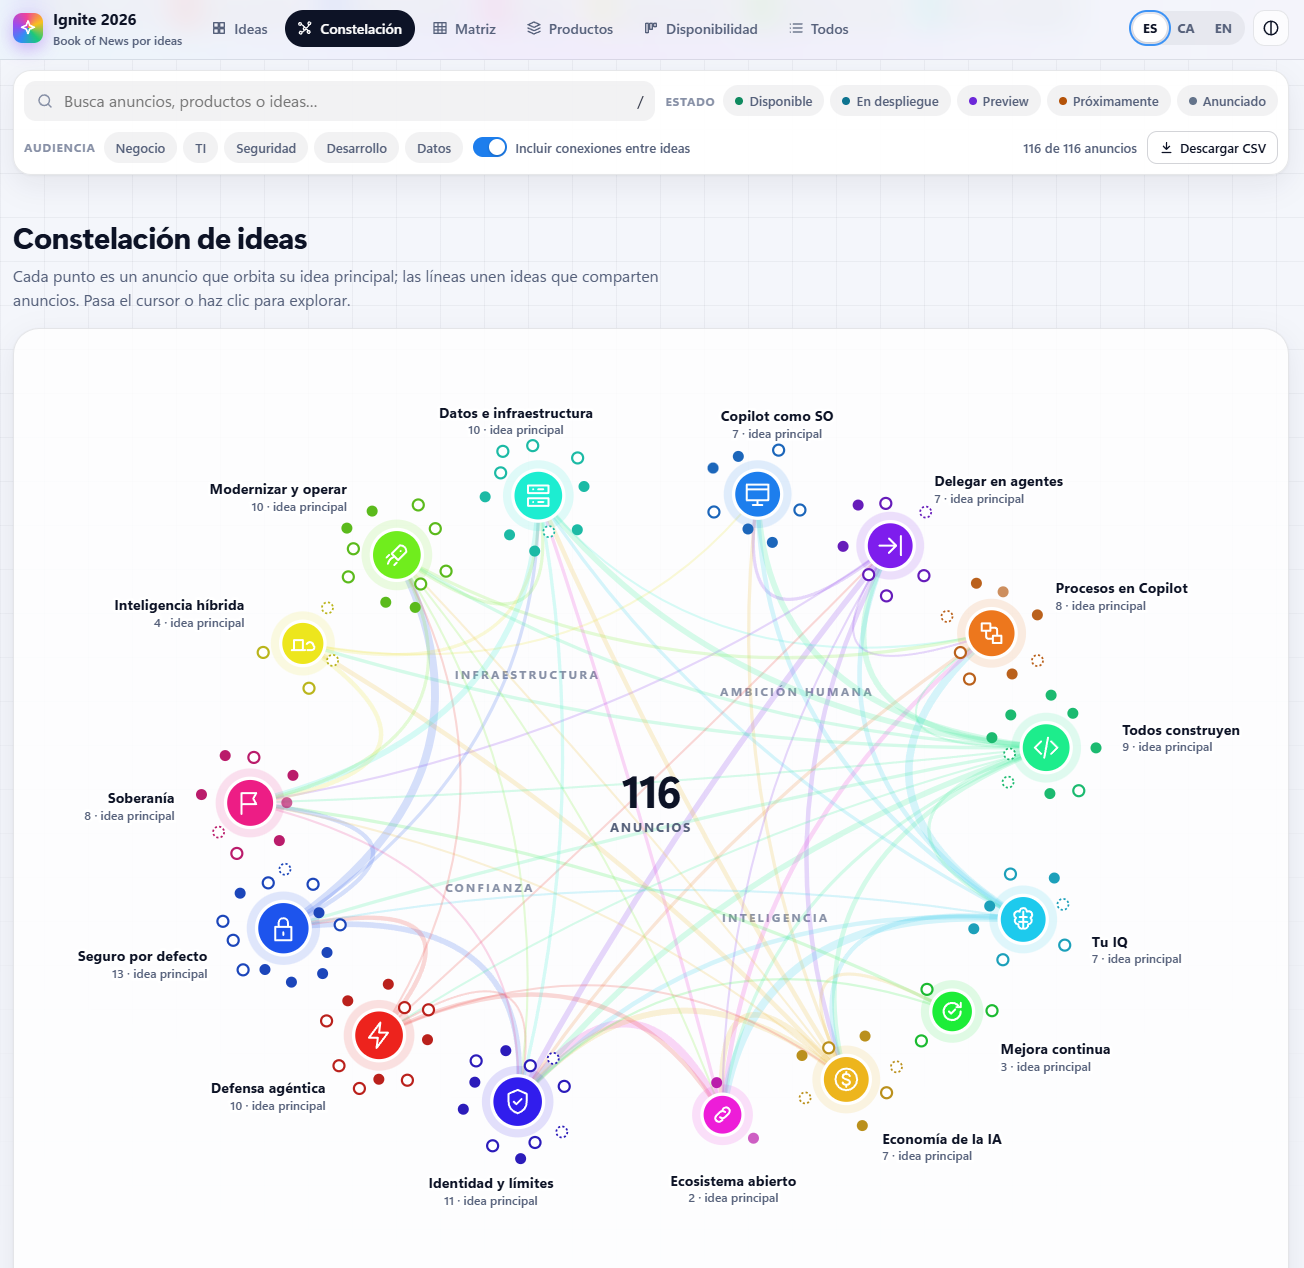 Ignite 2026
Book of News por ideas
Ideas
Constelación
Matriz
Productos
Disponibilidad
Todos
ES
CA
EN
Busca anuncios, productos o ideas...
/
ESTADO
Disponible
En despliegue
Preview
Próximamente
Anunciado
AUDIENCIA
Negocio
TI
Seguridad
Desarrollo
Datos
Incluir conexiones entre ideas
116 de 116 anuncios
Descargar CSV
Constelación de ideas
Cada punto es un anuncio que orbita su idea principal; las líneas unen ideas que comparten
anuncios. Pasa el cursor o haz clic para explorar.
Datos e infraestructura
10 · idea principal
Copilot como SO
7 · idea principal
Modernizar y operar
10 · idea principal
Delegar en agentes
7 · idea principal
Inteligencia híbrida
4 · idea principal
Procesos en Copilot
8 · idea principal
INFRAESTRUCTURA
AMBICIÓN HUMANA
Todos construyen
9 · idea principal
Soberanía
8 · idea principal
116
ANUNCIOS
CONFIANZA
INTELIGENCIA
Seguro por defecto
13 · idea principal
Tu IQ
7 · idea principal
Mejora continua
3 · idea principal
Defensa agéntica
10 · idea principal
Economía de la IA
7 · idea principal
Identidad y límites
11 · idea principal
Ecosistema abierto
2 · idea principal